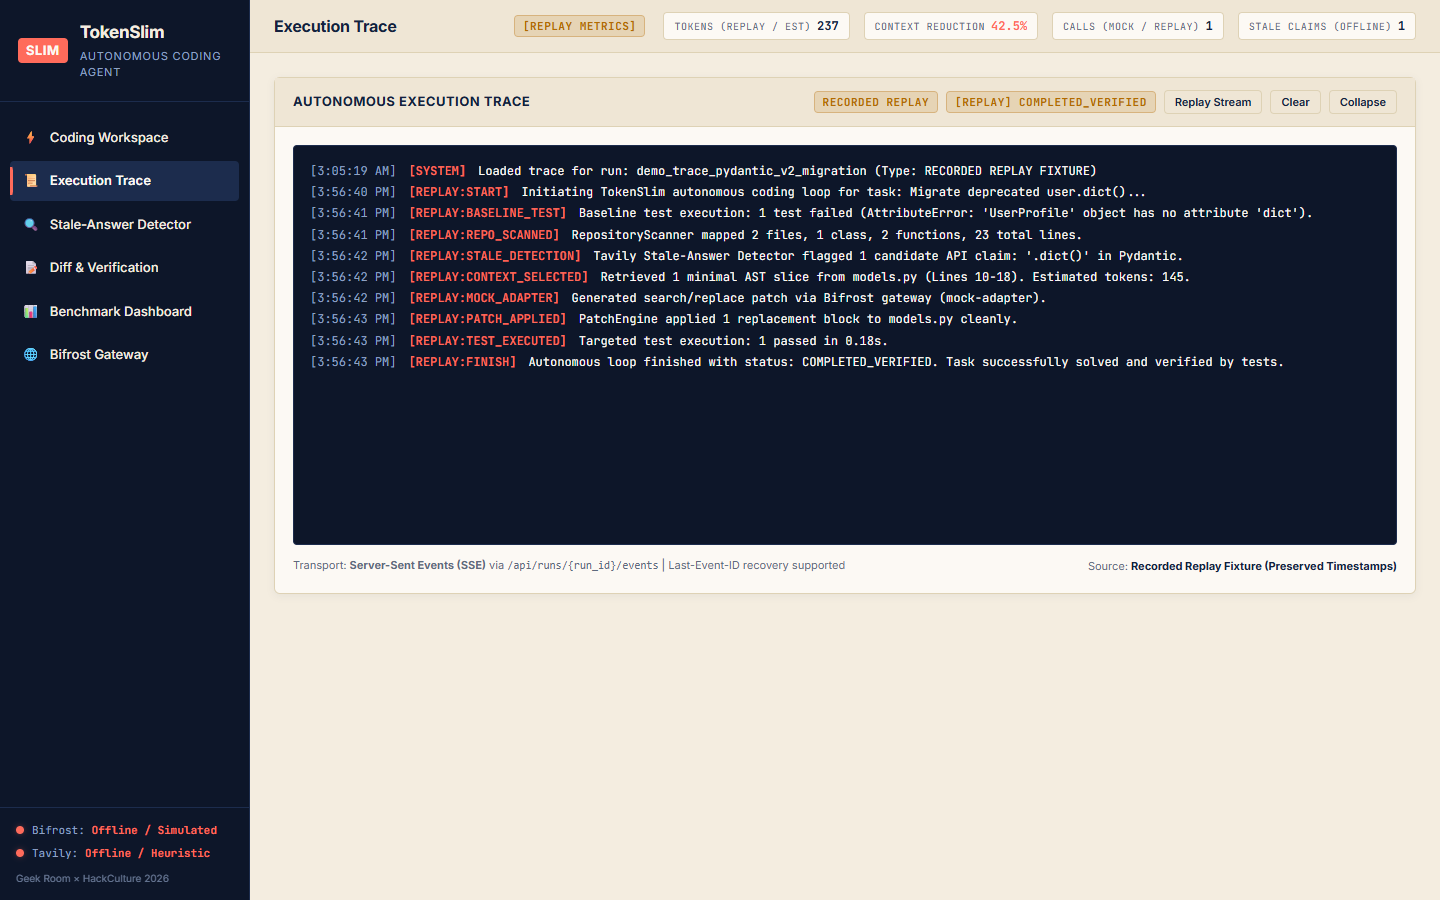 SLIM
TokenSlim
AUTONOMOUS CODING
AGENT
Coding Workspace
Execution Trace
Stale-Answer Detector
Diff & Verification
Benchmark Dashboard
Bifrost Gateway
Bifrost: Offline / Simulated
Tavily: Offline / Heuristic
Geek Room × HackCulture 2026
Execution Trace
[REPLAY METRICS]
TOKENS (REPLAY / EST) 237
CONTEXT REDUCTION 42.5%
CALLS (MOCK / REPLAY) 1
STALE CLAIMS (OFFLINE) 1
AUTONOMOUS EXECUTION TRACE
RECORDED REPLAY
[REPLAY] COMPLETED_VERIFIED
Replay Stream
Clear
Collapse
[3:05:19 AM] [SYSTEM] Loaded trace for run: demo_trace_pydantic_v2_migration (Type: RECORDED REPLAY FIXTURE)
[3:56:40 PM] [REPLAY:START] Initiating TokenSlim autonomous coding loop for task: Migrate deprecated user.dict()...
[3:56:41 PM] [REPLAY:BASELINE_TEST] Baseline test execution: 1 test failed (AttributeError: 'UserProfile' object has no attribute 'dict').
[3:56:41 PM] [REPLAY:REPO_SCANNED] RepositoryScanner mapped 2 files, 1 class, 2 functions, 23 total lines.
[3:56:42 PM] [REPLAY:STALE_DETECTION] Tavily Stale-Answer Detector flagged 1 candidate API claim: '.dict()' in Pydantic.
[3:56:42 PM] [REPLAY:CONTEXT_SELECTED] Retrieved 1 minimal AST slice from models.py (Lines 10-18). Estimated tokens: 145.
[3:56:42 PM] [REPLAY:MOCK_ADAPTER] Generated search/replace patch via Bifrost gateway (mock-adapter).
[3:56:43 PM] [REPLAY:PATCH_APPLIED] PatchEngine applied 1 replacement block to models.py cleanly.
[3:56:43 PM] [REPLAY:TEST_EXECUTED] Targeted test execution: 1 passed in 0.18s.
[3:56:43 PM] [REPLAY:FINISH] Autonomous loop finished with status: COMPLETED_VERIFIED. Task successfully solved and verified by tests.
Transport: Server-Sent Events (SSE) via /api/runs/{run_id}/events | Last-Event-ID recovery supported
Source: Recorded Replay Fixture (Preserved Timestamps)